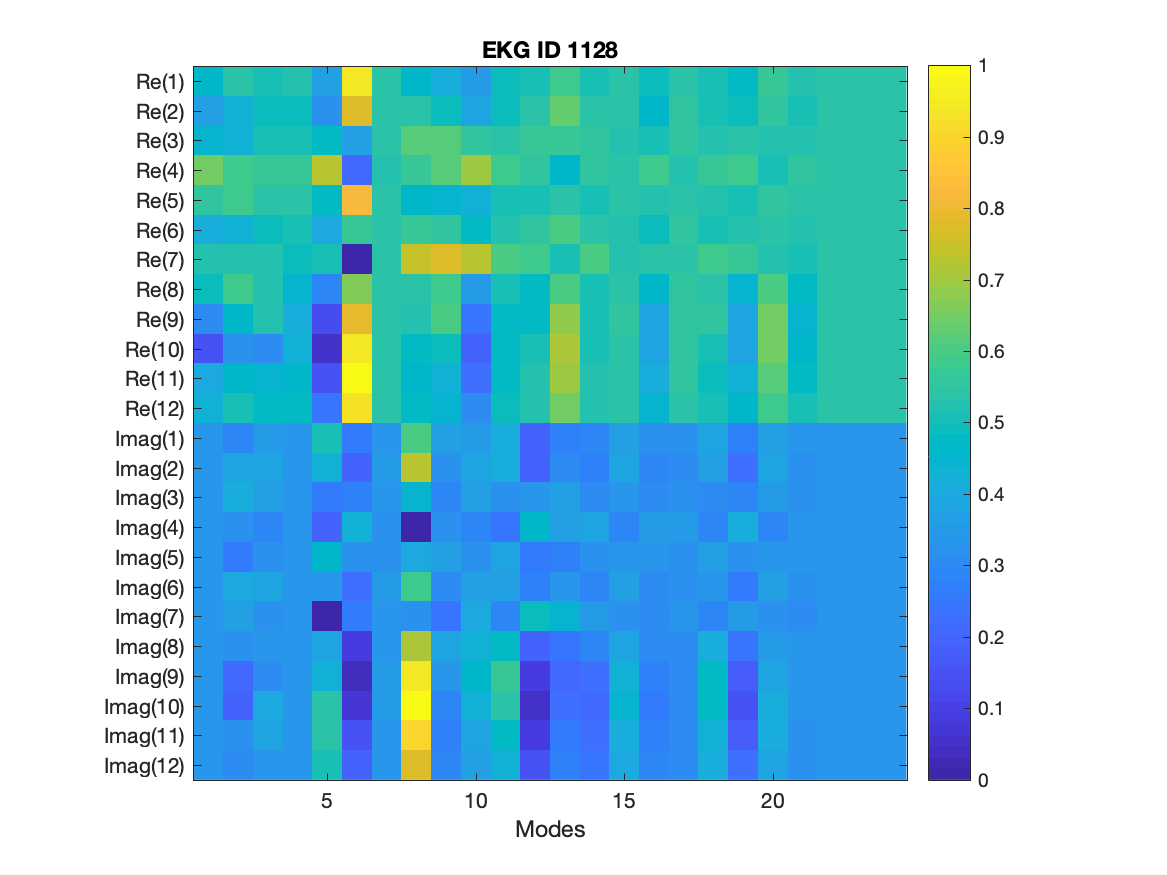 EKG ID 1128
Re(1)
Re(2)
Re(3)
Re(4)
Re(5)
Re(6)
Re(7)
Re(8)
Re(9)
Re(10)
Re(11)
Re(12)
Imag(1)
Imag(2)
Imag(3)
Imag(4)
Imag(5)
Imag(6)
Imag(7)
Imag(8)
Imag(9)
Imag(10)
Imag(11)
Imag(12)
5 10 15 20
Modes
1
0.9
0.8
0.7
0.6
0.5
0.4
0.3
0.2
0.1
0